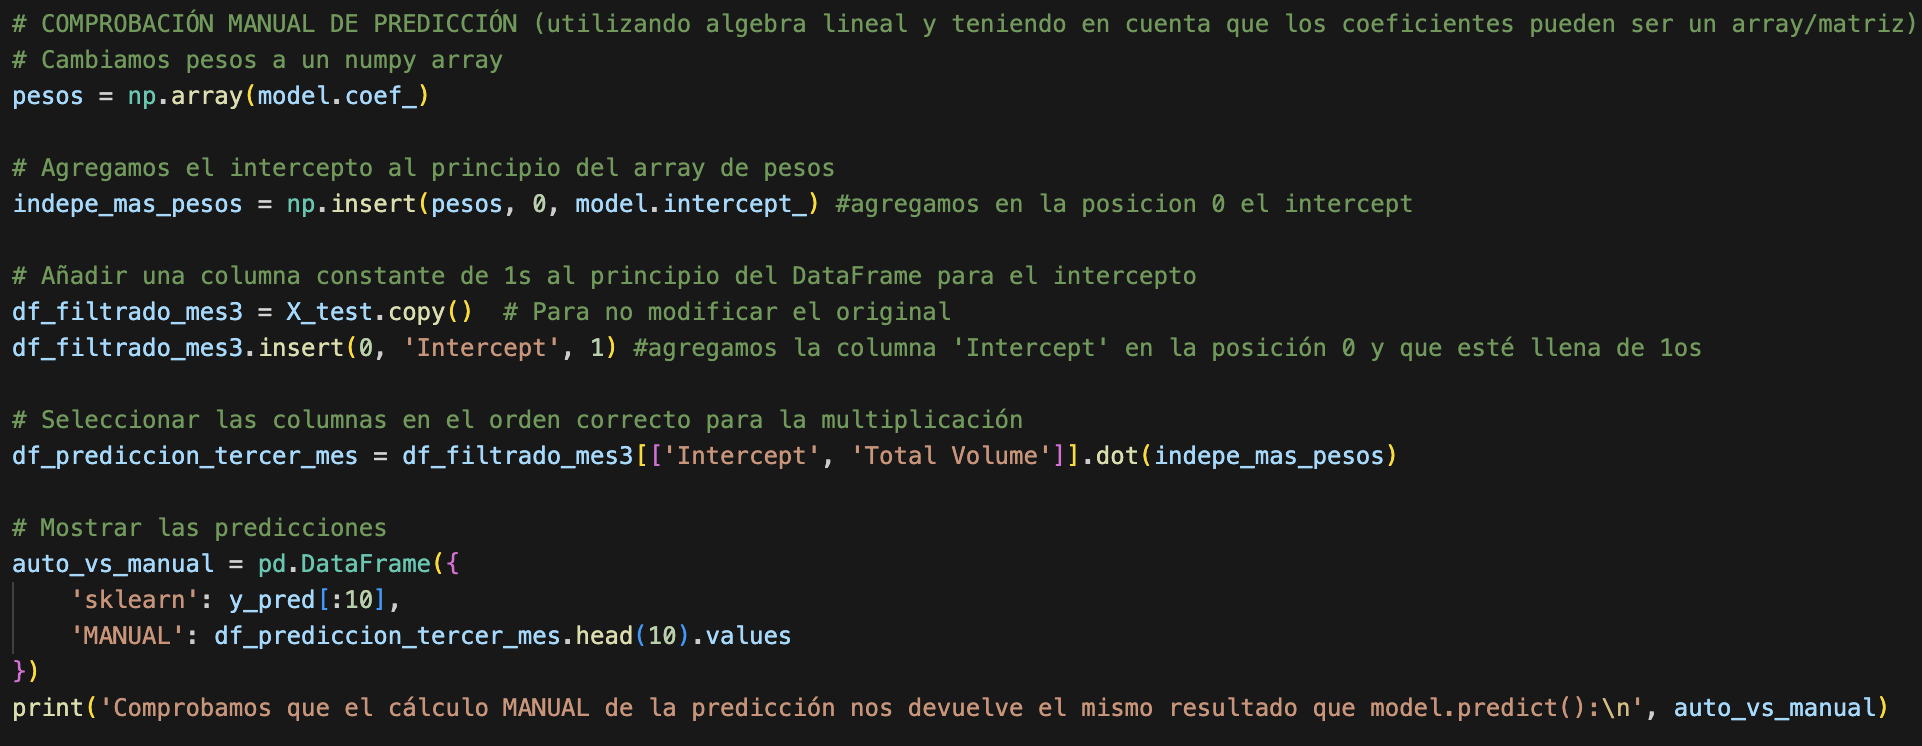 # COMPROBACIÓN MANUAL DE PREDICCIÓN (utilizando algebra lineal y teniendo en cuenta que los coeficientes pueden ser un array/matriz)
# Cambiamos pesos a un numpy array
pesos = np.array(model.coef_)

# Agregamos el intercepto al principio del array de pesos
indepe_mas_pesos = np.insert(pesos, 0, model.intercept_) #agregamos en la posicion 0 el intercept

# Añadir una columna constante de 1s al principio del DataFrame para el intercepto
df_filtrado_mes3 = X_test.copy()  # Para no modificar el original
df_filtrado_mes3.insert(0, 'Intercept', 1) #agregamos la columna 'Intercept' en la posición 0 y que esté llena de 1os

# Seleccionar las columnas en el orden correcto para la multiplicación
df_prediccion_tercer_mes = df_filtrado_mes3[['Intercept', 'Total Volume']].dot(indepe_mas_pesos)

# Mostrar las predicciones
auto_vs_manual = pd.DataFrame({
    'sklearn': y_pred[:10],
    'MANUAL': df_prediccion_tercer_mes.head(10).values
})
print('Comprobamos que el cálculo MANUAL de la predicción nos devuelve el mismo resultado que model.predict():\n', auto_vs_manual)